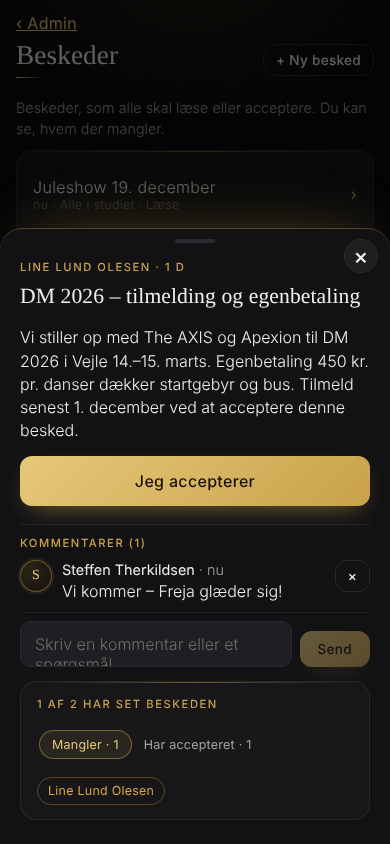 ‹ Admin
Beskeder
+ Ny besked
Beskeder, som alle skal læse eller acceptere. Du kan
se, hvem der mangler.
Juleshow 19. december
nu · Alle i studiet · Læse
›
×
LINE LUND OLESEN · 1 D
DM 2026 – tilmelding og egenbetaling
Vi stiller op med The AXIS og Apexion til DM
2026 i Vejle 14.–15. marts. Egenbetaling 450 kr.
pr. danser dækker startgebyr og bus. Tilmeld
senest 1. december ved at acceptere denne
besked.
Jeg accepterer
KOMMENTARER (1)
S
Steffen Therkildsen · nu
Vi kommer – Freja glæder sig!
×
Skriv en kommentar eller et
spørgsmål
Send
1 AF 2 HAR SET BESKEDEN
Mangler · 1
Har accepteret · 1
Line Lund Olesen